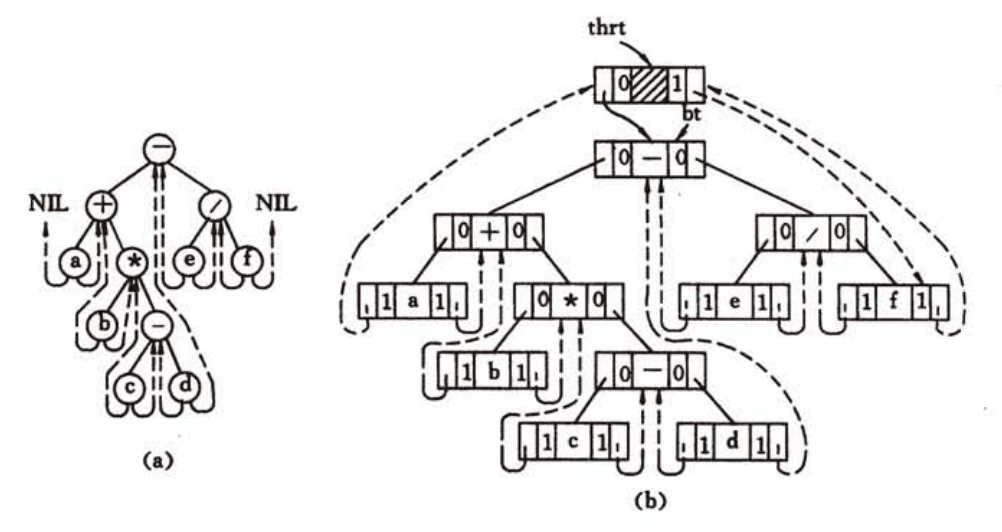 thrt
0 1
bt
0 — 0
—
NIL + / NIL
0 + 0
0 / 0
a * e f
1 a 1
0 * 0
1 e 1
1 f 1
b —
1 b 1
0 — 0
c d
1 c 1
1 d 1
(a)
(b)